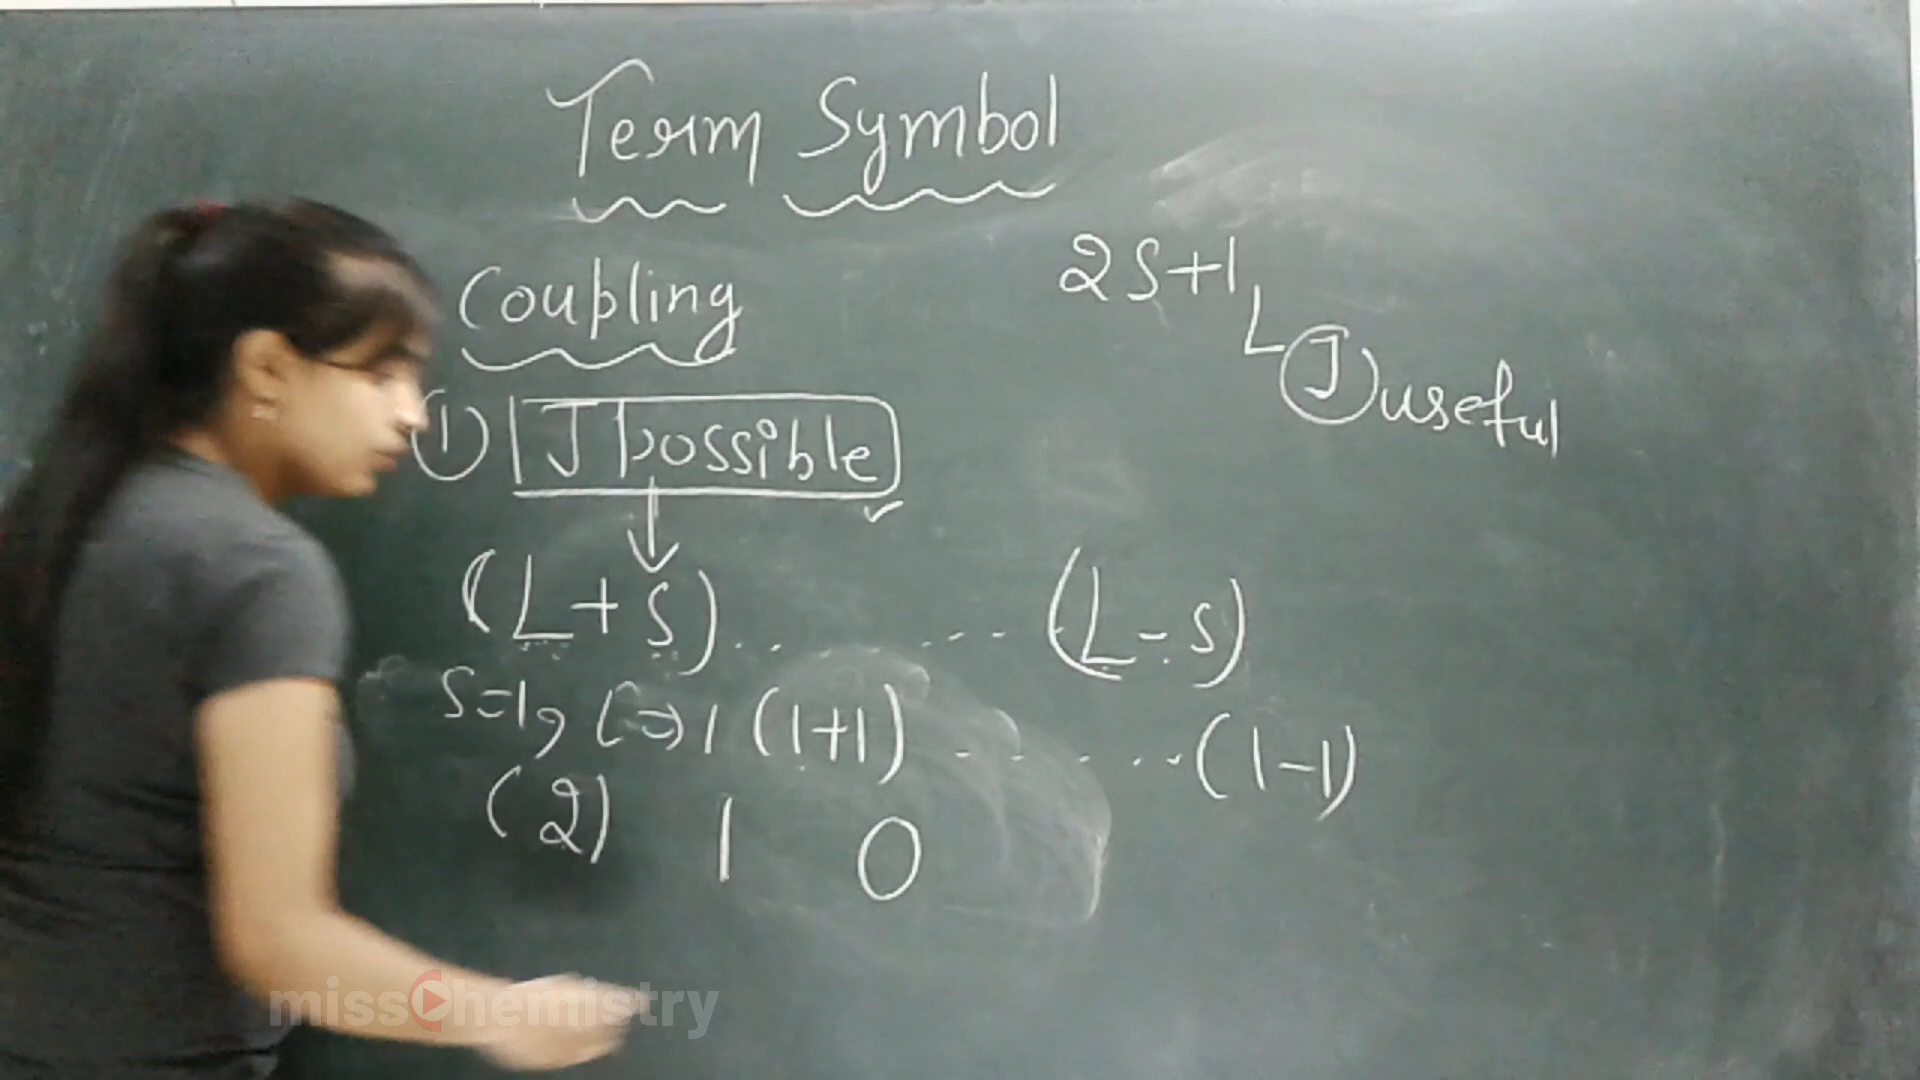 Term Symbol
Coupling
2S+1
L
J useful
① J possible
(L+S)........(L-S)
S=1, L⇒1 (1+1)........(1-1)
(2) 1 0
missChemistry